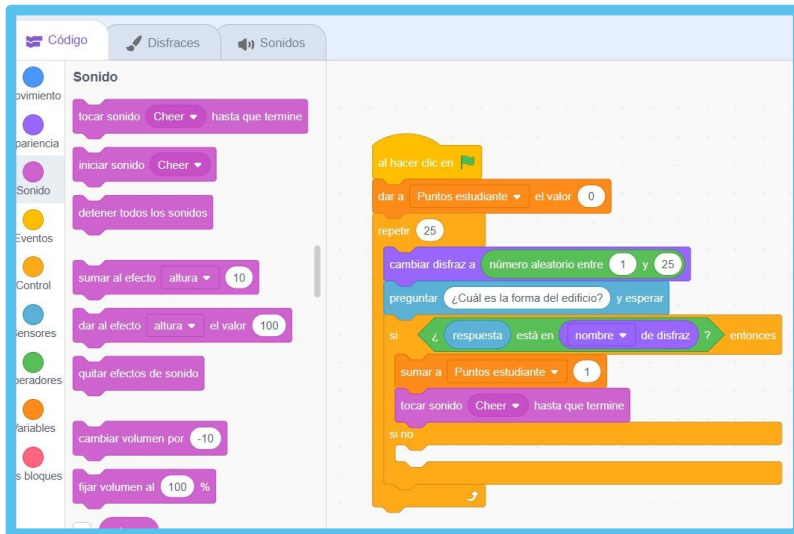 Código
Disfraces
Sonidos
ovimiento
pariencia
Sonido
Eventos
Control
ensores
peradores
Variables
s bloques
Sonido
tocar sonido Cheer hasta que termine
iniciar sonido Cheer
detener todos los sonidos
sumar al efecto altura 10
dar al efecto altura el valor 100
quitar efectos de sonido
cambiar volumen por -10
fijar volumen al 100 %
al hacer clic en
dar a Puntos estudiante el valor 0
repetir 25
cambiar disfraz a número aleatorio entre 1 y 25
preguntar ¿Cuál es la forma del edificio? y esperar
si ¿ respuesta está en nombre de disfraz ? entonces
sumar a Puntos estudiante 1
tocar sonido Cheer hasta que termine
si no